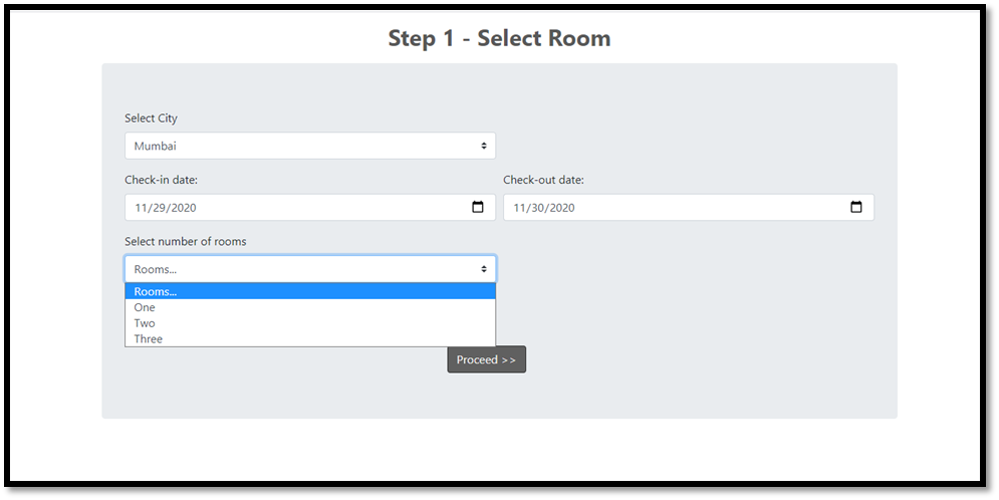 Step 1 - Select Room
Select City
Mumbai
Check-in date:
Check-out date:
11/29/2020
11/30/2020
Select number of rooms
Rooms...
Rooms...
One
Two
Three
Proceed >>